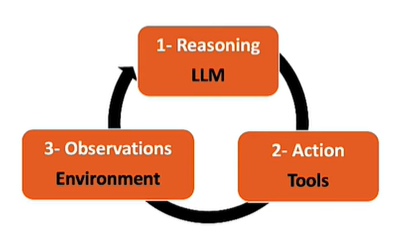 1- Reasoning
LLM
2- Action
Tools
3- Observations
Environment